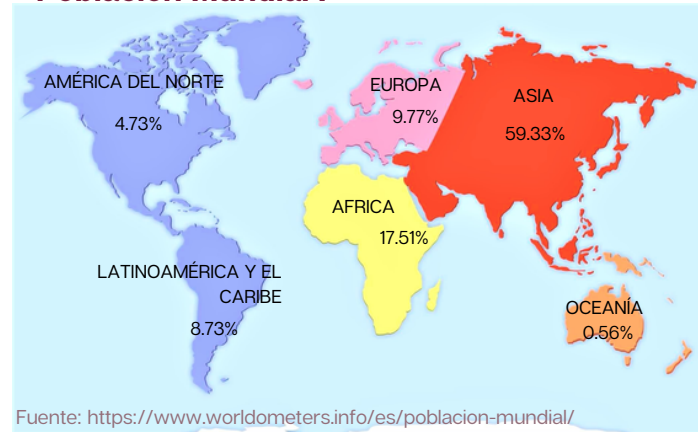 AMÉRICA DEL NORTE
4.73%
EUROPA
9.77%
ASIA
59.33%
AFRICA
17.51%
LATINOAMÉRICA Y EL
CARIBE
8.73%
OCEANÍA
0.56%
Fuente: https://www.worldometers.info/es/poblacion-mundial/